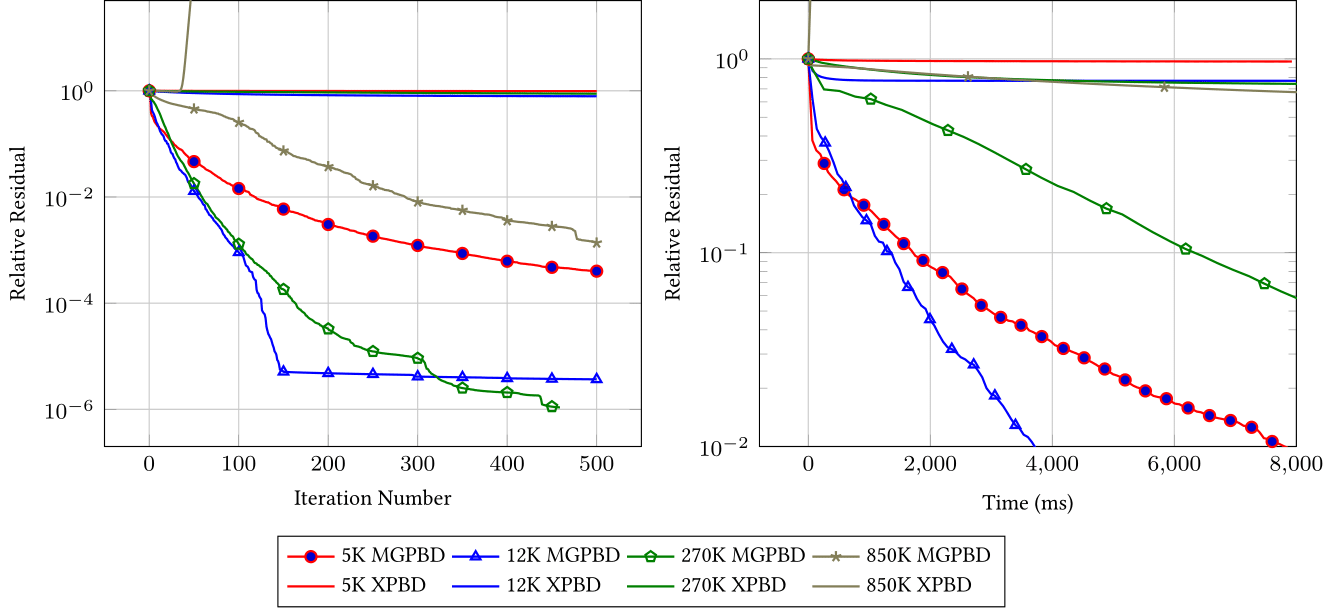 Relative Residual
10^0
10^−2
10^−4
10^−6
0 100 200 300 400 500
Iteration Number
Relative Residual
10^0
10^−1
10^−2
0 2,000 4,000 6,000 8,000
Time (ms)
5K MGPBD 12K MGPBD 270K MGPBD 850K MGPBD
5K XPBD 12K XPBD 270K XPBD 850K XPBD